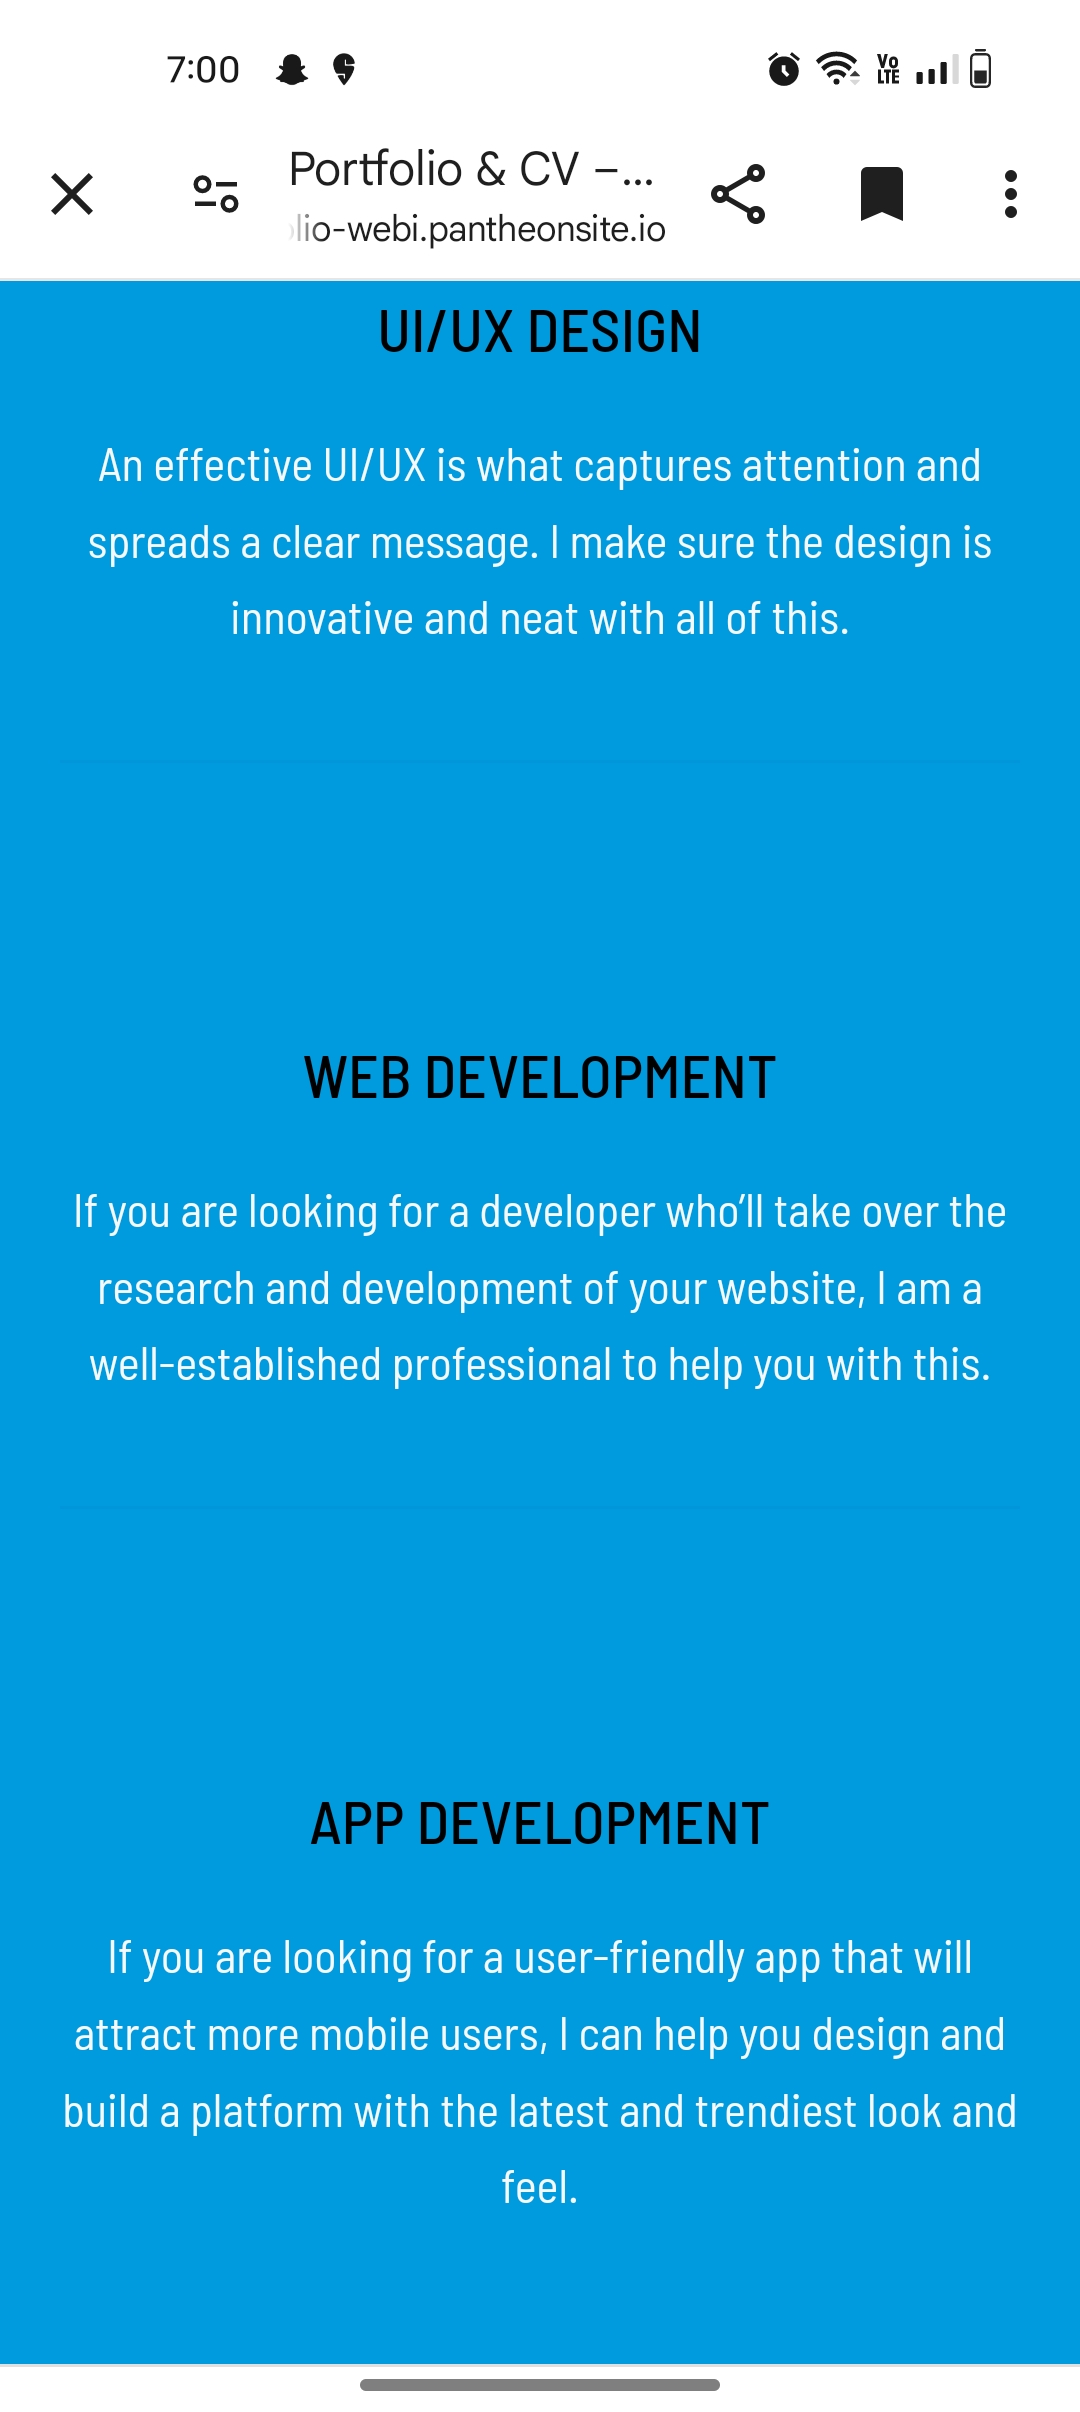 7:00
Vo LTE
Portfolio & CV –...
lio-webi.pantheonsite.io
UI/UX DESIGN
An effective UI/UX is what captures attention and
spreads a clear message. I make sure the design is
innovative and neat with all of this.
WEB DEVELOPMENT
If you are looking for a developer who’ll take over the
research and development of your website, I am a
well-established professional to help you with this.
APP DEVELOPMENT
If you are looking for a user-friendly app that will
attract more mobile users, I can help you design and
build a platform with the latest and trendiest look and
feel.